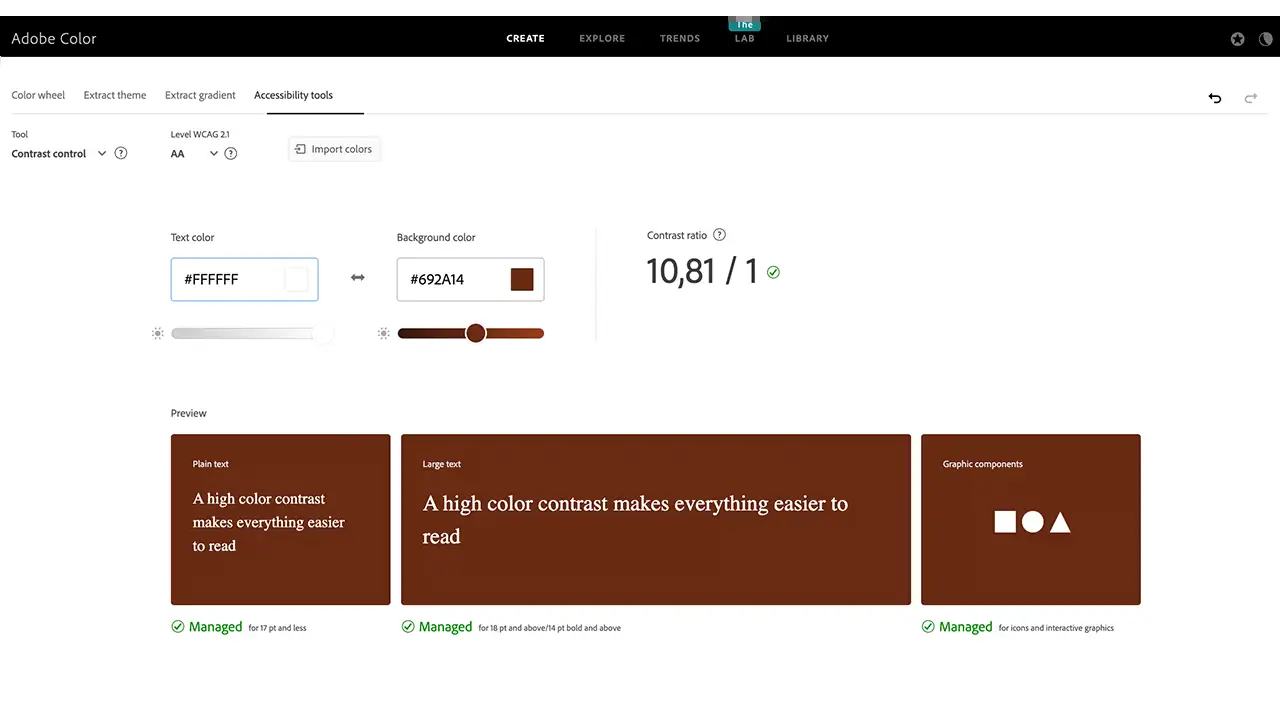 Adobe Color
CREATE
EXPLORE
TRENDS
The
LAB
LIBRARY
Color wheel
Extract theme
Extract gradient
Accessibility tools
Tool
Contrast control
Level WCAG 2.1
AA
Import colors
Text color
#FFFFFF
Background color
#692A14
Contrast ratio
10,81 / 1
Preview
Plain text
A high color contrast
makes everything easier
to read
Managed for 17 pt and less
Large text
A high color contrast makes everything easier to
read
Managed for 18 pt and above/14 pt bold and above
Graphic components
Managed for icons and interactive graphics